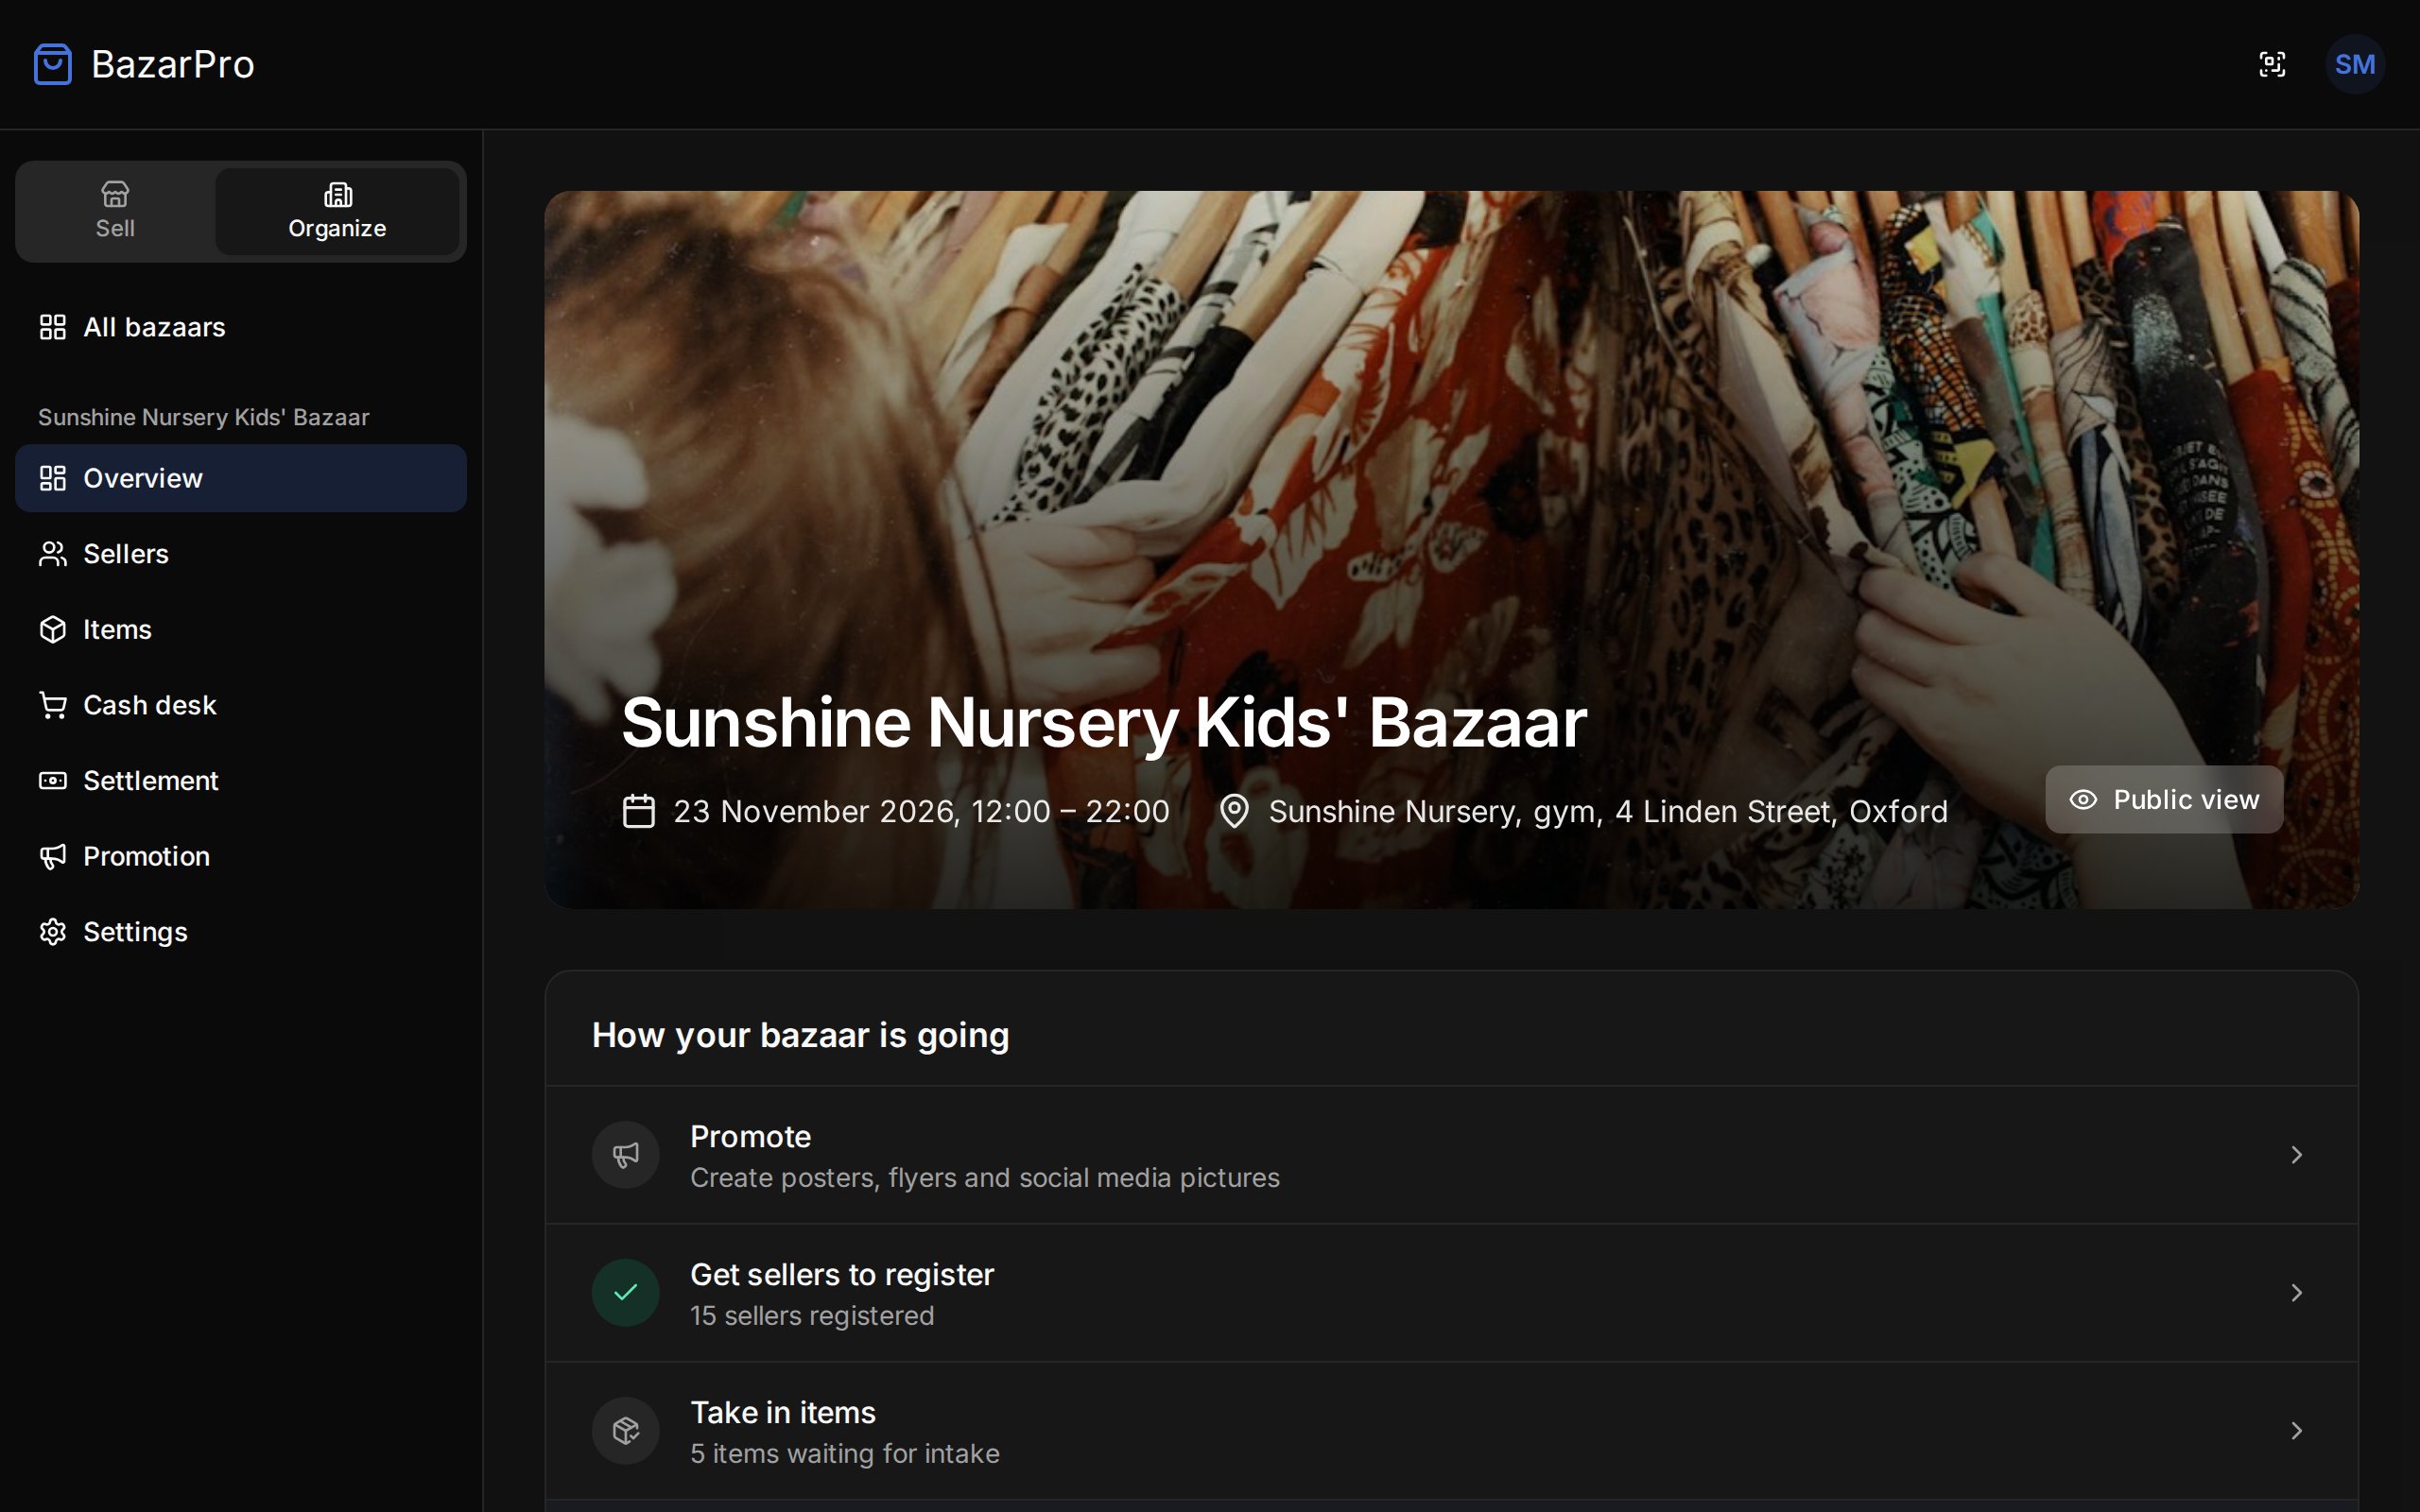 BazarPro
SM
Sell
Organize
All bazaars
Sunshine Nursery Kids' Bazaar
Overview
Sellers
Items
Cash desk
Settlement
Promotion
Settings
Sunshine Nursery Kids' Bazaar
23 November 2026, 12:00 – 22:00
Sunshine Nursery, gym, 4 Linden Street, Oxford
Public view
How your bazaar is going
Promote
Create posters, flyers and social media pictures
Get sellers to register
15 sellers registered
Take in items
5 items waiting for intake